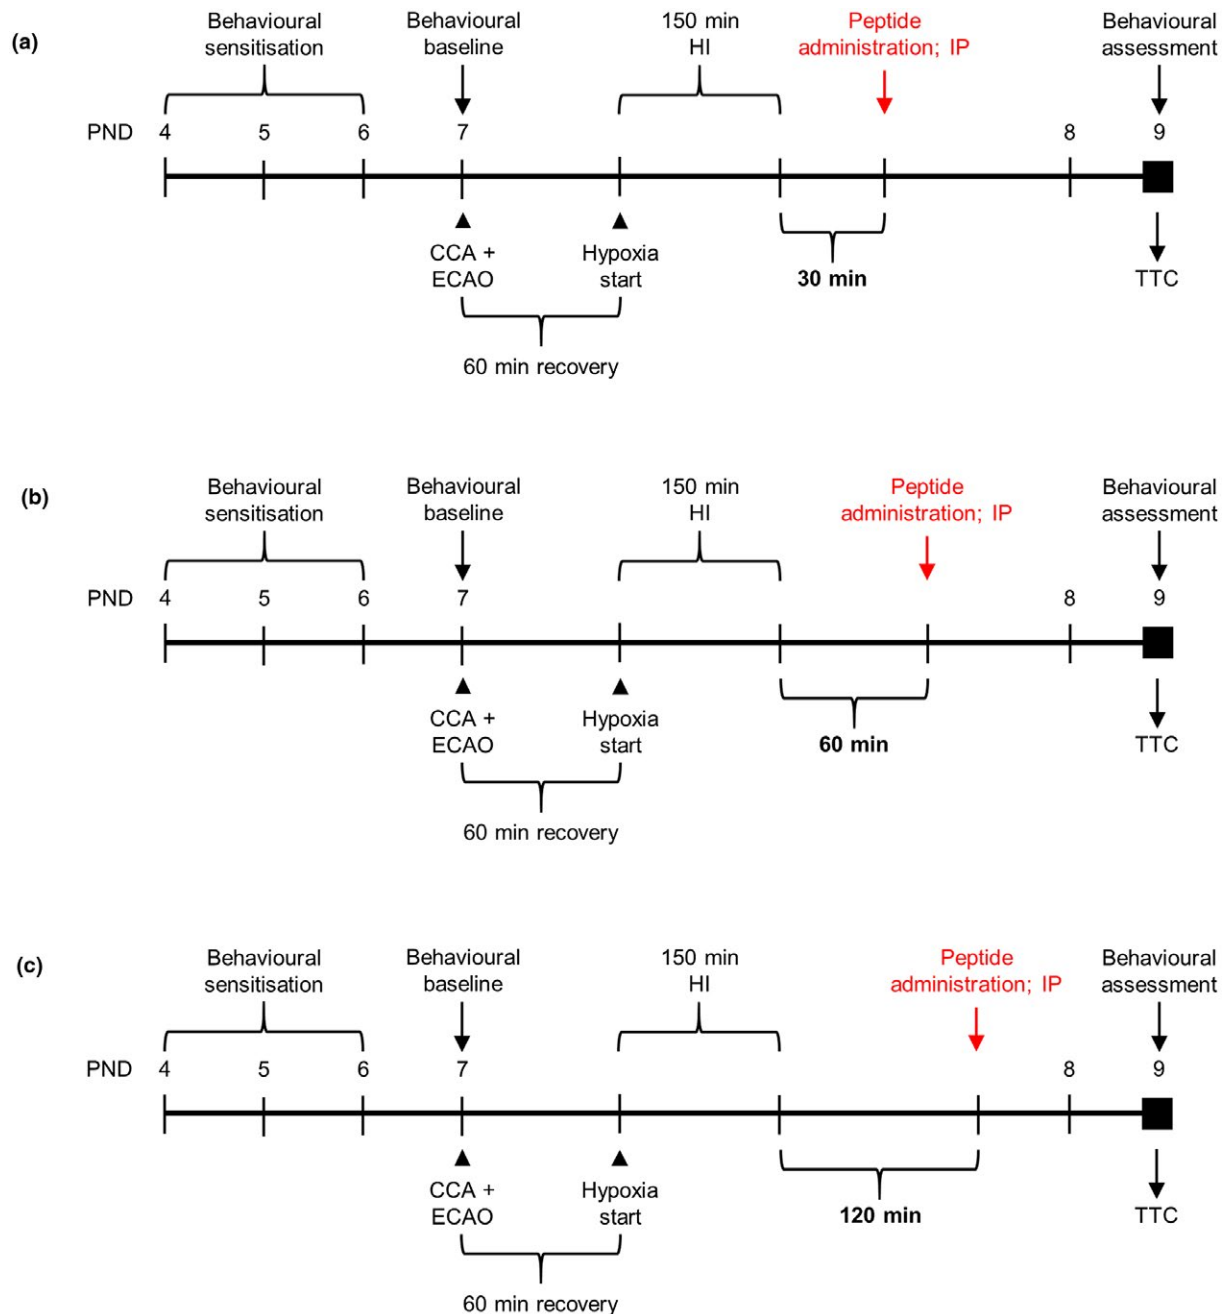 (a)
Behavioural
sensitisation
Behavioural
baseline
150 min
HI
Peptide
administration; IP
Behavioural
assessment
PND 4 5 6 7 8 9
CCA +
ECAO
Hypoxia
start
30 min
TTC
60 min recovery
(b)
Behavioural
sensitisation
Behavioural
baseline
150 min
HI
Peptide
administration; IP
Behavioural
assessment
PND 4 5 6 7 8 9
CCA +
ECAO
Hypoxia
start
60 min
TTC
60 min recovery
(c)
Behavioural
sensitisation
Behavioural
baseline
150 min
HI
Peptide
administration; IP
Behavioural
assessment
PND 4 5 6 7 8 9
CCA +
ECAO
Hypoxia
start
120 min
TTC
60 min recovery